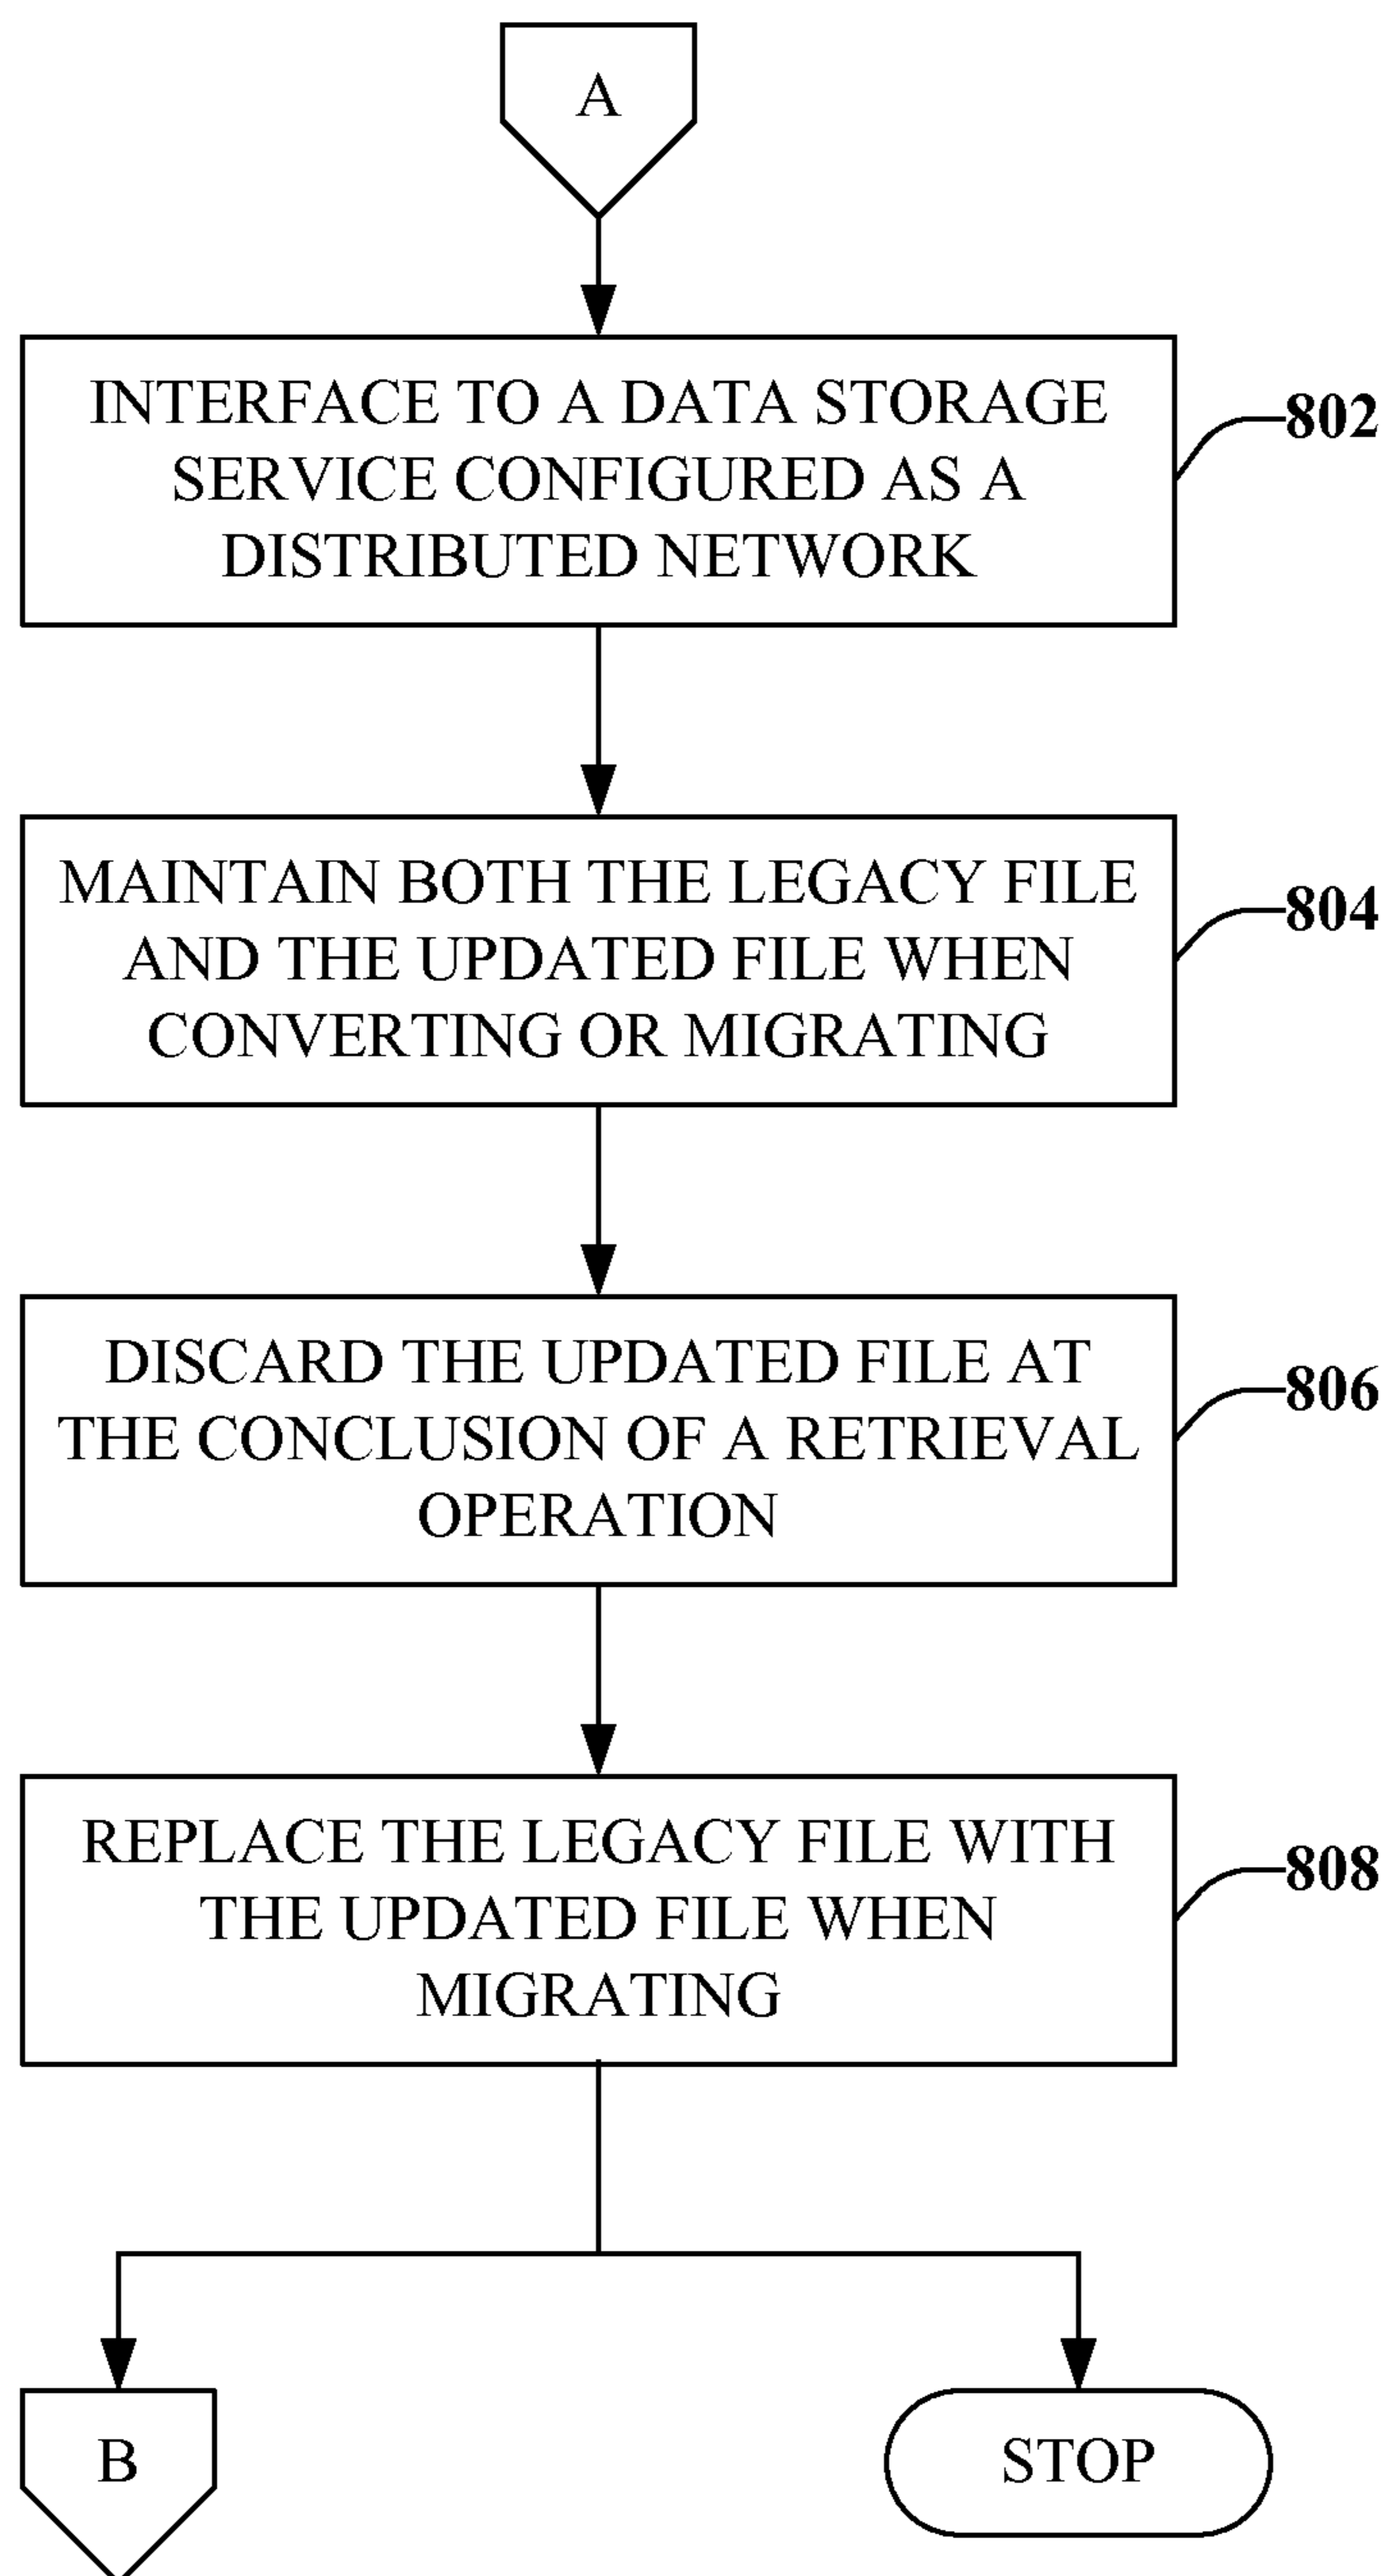 A
INTERFACE TO A DATA STORAGE
SERVICE CONFIGURED AS A
DISTRIBUTED NETWORK
802
MAINTAIN BOTH THE LEGACY FILE
AND THE UPDATED FILE WHEN
CONVERTING OR MIGRATING
804
DISCARD THE UPDATED FILE AT
THE CONCLUSION OF A RETRIEVAL
OPERATION
806
REPLACE THE LEGACY FILE WITH
THE UPDATED FILE WHEN
MIGRATING
808
B
STOP